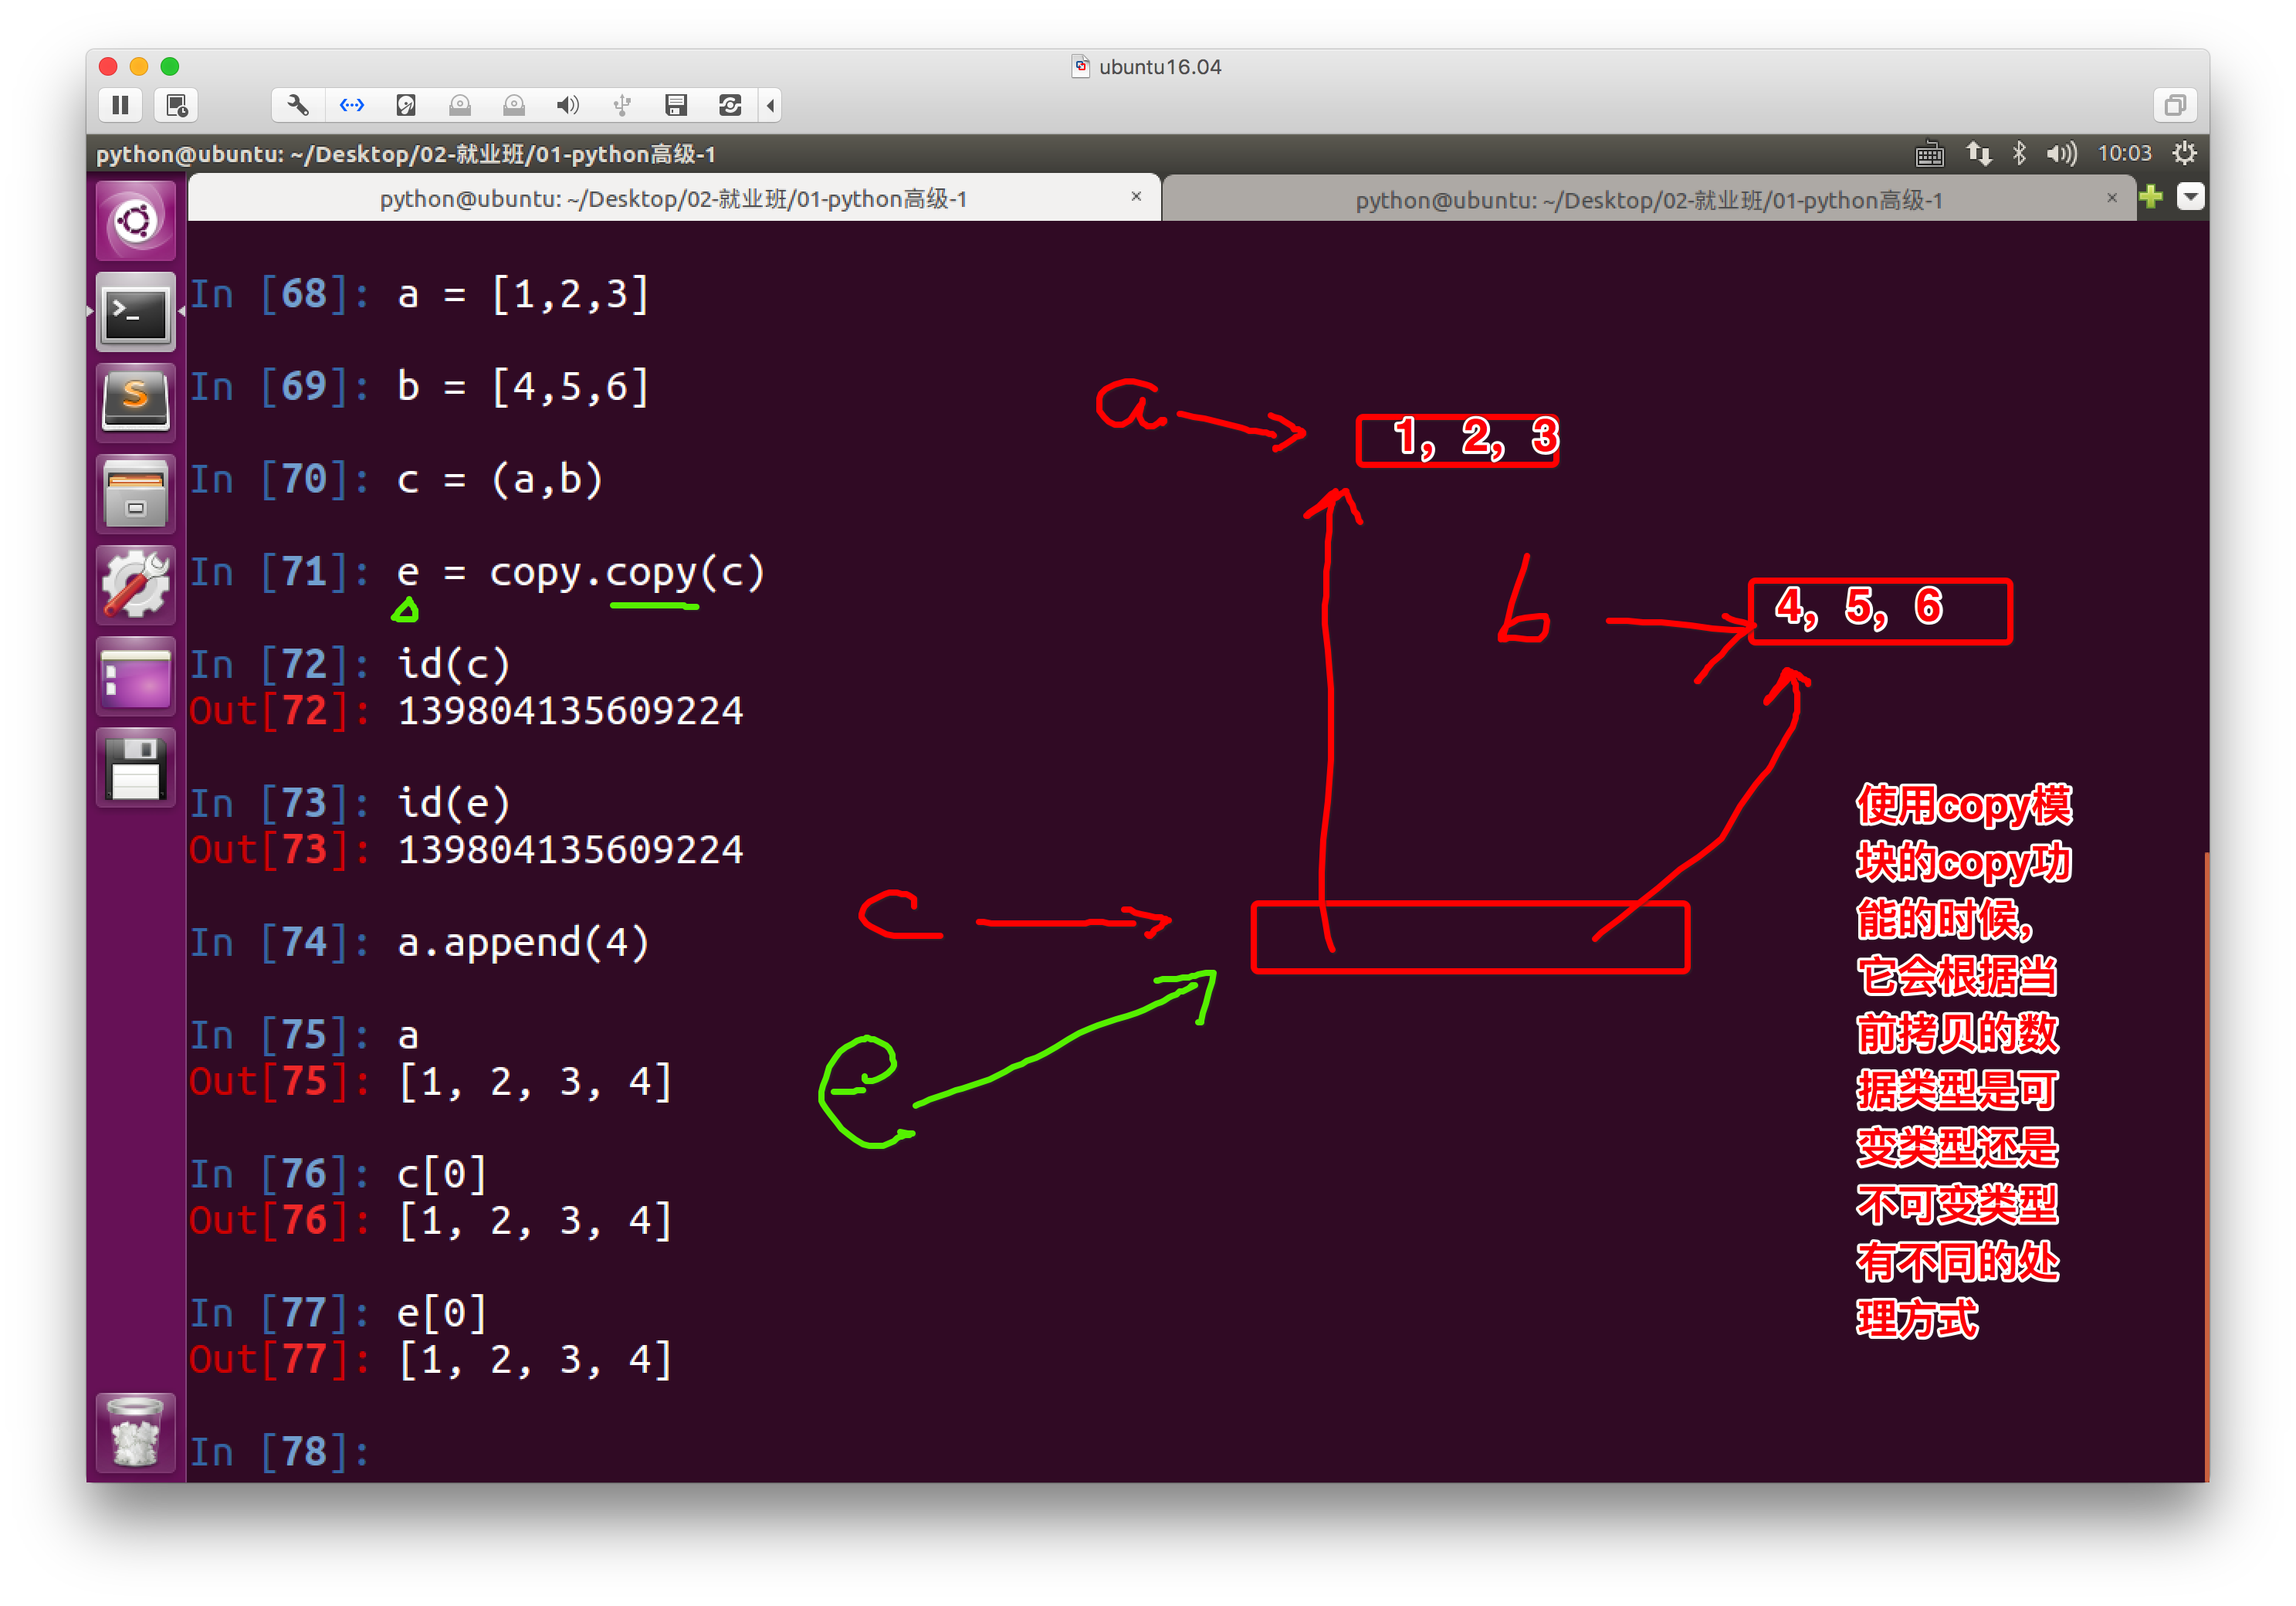 ubuntu16.04
python@ubuntu: ~/Desktop/02-就业班/01-python高级-1
10:03
python@ubuntu: ~/Desktop/02-就业班/01-python高级-1 ×
python@ubuntu: ~/Desktop/02-就业班/01-python高级-1 ×
In [68]: a = [1,2,3]
In [69]: b = [4,5,6]
In [70]: c = (a,b)
In [71]: e = copy.copy(c)
In [72]: id(c)
Out[72]: 139804135609224
In [73]: id(e)
Out[73]: 139804135609224
In [74]: a.append(4)
In [75]: a
Out[75]: [1, 2, 3, 4]
In [76]: c[0]
Out[76]: [1, 2, 3, 4]
In [77]: e[0]
Out[77]: [1, 2, 3, 4]
In [78]:
a
1，2，3
b
4，5，6
c
e
使用copy模
块的copy功
能的时候，
它会根据当
前拷贝的数
据类型是可
变类型还是
不可变类型
有不同的处
理方式